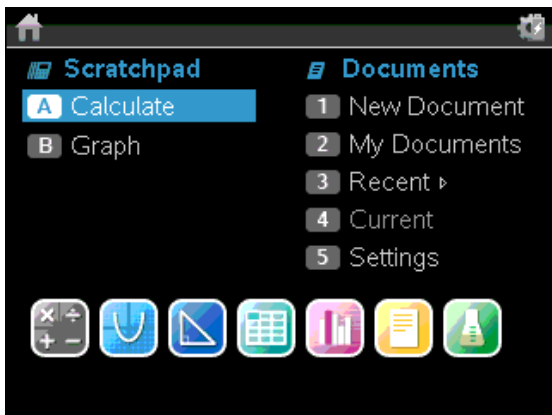 Scratchpad
A Calculate
B Graph
Documents
1 New Document
2 My Documents
3 Recent ▹
4 Current
5 Settings